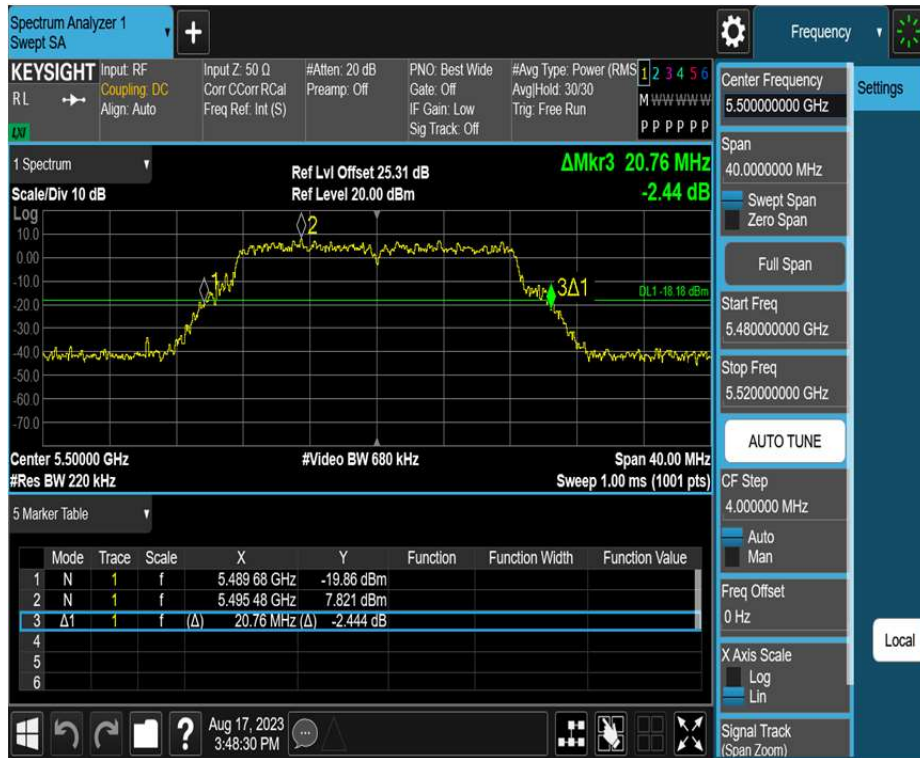 Spectrum Analyzer 1
Swept SA
+
Frequency
KEYSIGHT
RL
LXI
Input: RF
Coupling: DC
Align: Auto
Input Z: 50 Ω
Corr CCorr RCal
Freq Ref: Int (S)
#Atten: 20 dB
Preamp: Off
PNO: Best Wide
Gate: Off
IF Gain: Low
Sig Track: Off
#Avg Type: Power (RMS
Avg|Hold: 30/30
Trig: Free Run
1 2 3 4 5 6
M W W W W W
P P P P P P
1 Spectrum
Scale/Div 10 dB
Ref Lvl Offset 25.31 dB
Ref Level 20.00 dBm
ΔMkr3 20.76 MHz
-2.44 dB
Log
10.0
0.00
-10.0
-20.0
-30.0
-40.0
-50.0
-60.0
-70.0
2
1
3Δ1
DL1 -18.18 dBm
Center 5.50000 GHz
#Video BW 680 kHz
Span 40.00 MHz
#Res BW 220 kHz
Sweep 1.00 ms (1001 pts)
5 Marker Table
Mode Trace Scale X Y Function Function Width Function Value
1 N 1 f 5.489 68 GHz -19.86 dBm
2 N 1 f 5.495 48 GHz 7.821 dBm
3 Δ1 1 f (Δ) 20.76 MHz (Δ) -2.444 dB
4
5
6
?
Aug 17, 2023
3:48:30 PM
Center Frequency
5.500000000 GHz
Settings
Span
40.0000000 MHz
Swept Span
Zero Span
Full Span
Start Freq
5.480000000 GHz
Stop Freq
5.520000000 GHz
AUTO TUNE
CF Step
4.000000 MHz
Auto
Man
Freq Offset
0 Hz
Local
X Axis Scale
Log
Lin
Signal Track
(Span Zoom)